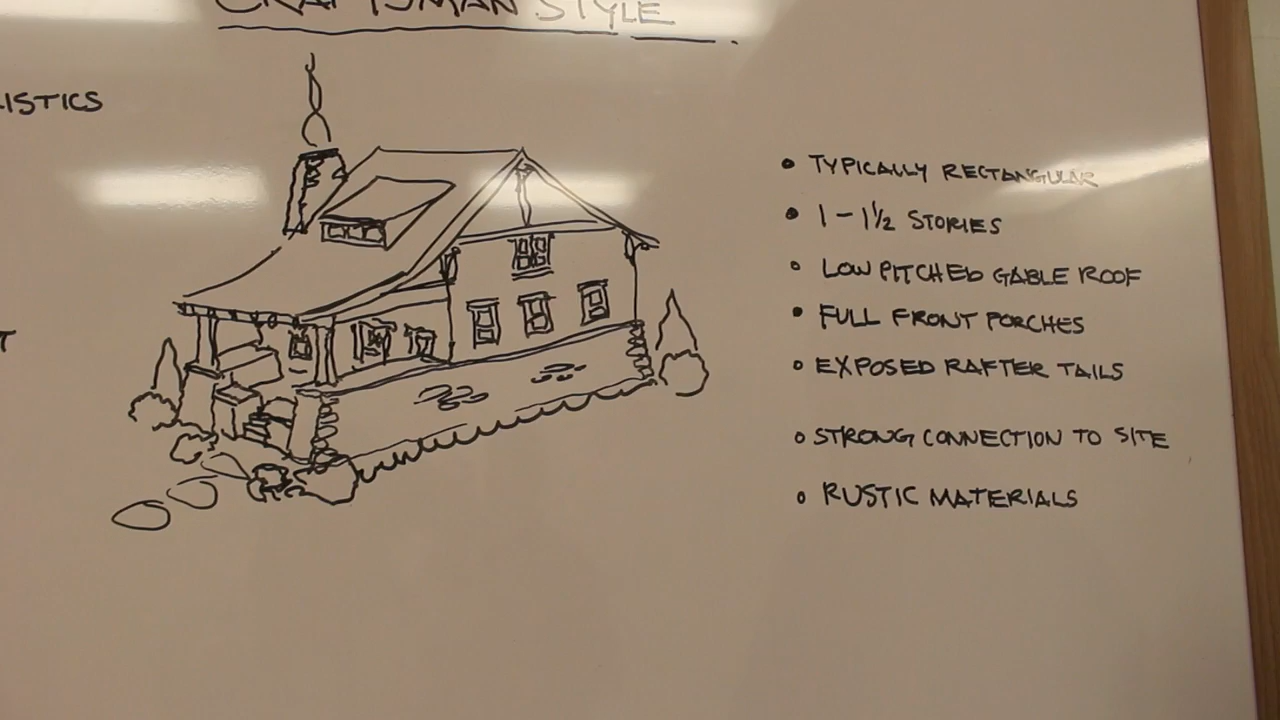 CRAFTSMAN STYLE
ISTICS
• TYPICALLY RECTANGULAR
• 1 - 1½ STORIES
• LOW PITCHED GABLE ROOF
• FULL FRONT PORCHES
• EXPOSED RAFTER TAILS
T
• STRONG CONNECTION TO SITE
• RUSTIC MATERIALS